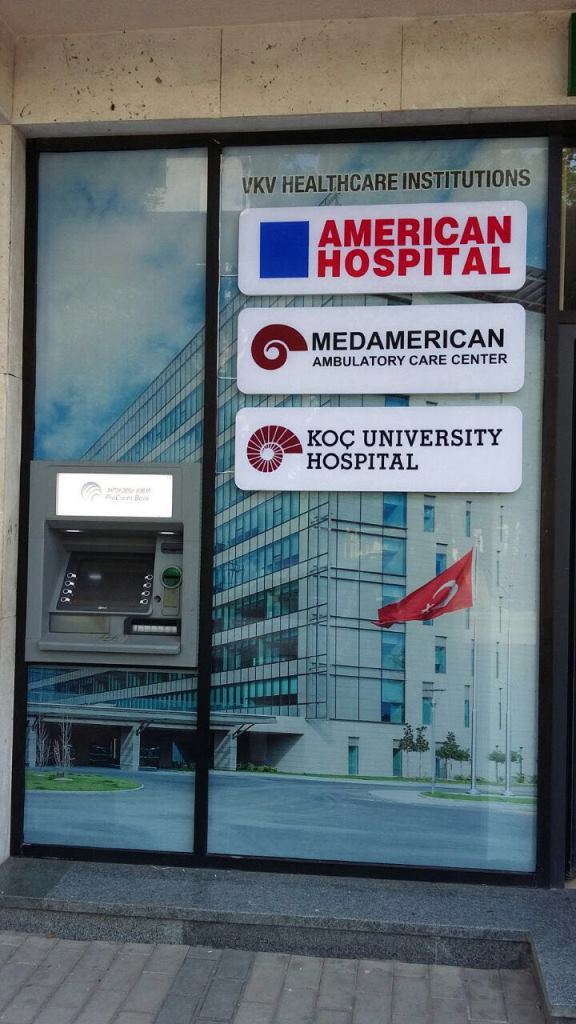 VKV HEALTHCARE INSTITUTIONS
AMERICAN
HOSPITAL
MEDAMERICAN
AMBULATORY CARE CENTER
KOÇ UNIVERSITY
HOSPITAL
ProCredit Bank